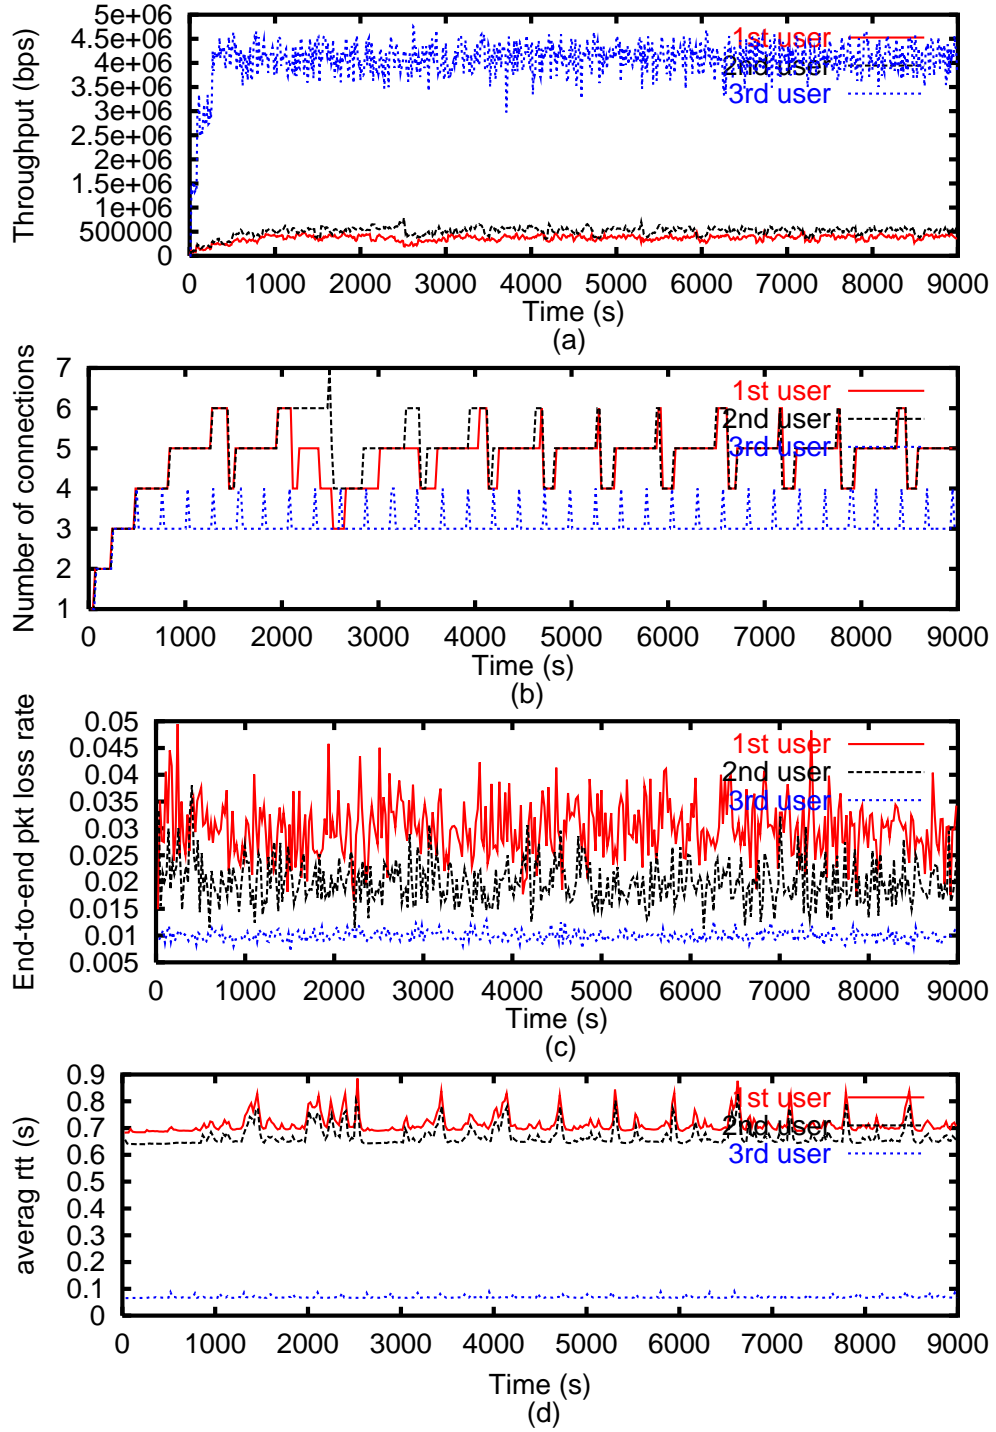 5e+06
4.5e+06
4e+06
3.5e+06
3e+06
2.5e+06
2e+06
1.5e+06
1e+06
500000
0
Throughput (bps)
1st user
2nd user
3rd user
0 1000 2000 3000 4000 5000 6000 7000 8000 9000
Time (s)
(a)
7
6
5
4
3
2
1
Number of connections
1st user
2nd user
3rd user
0 1000 2000 3000 4000 5000 6000 7000 8000 9000
Time (s)
(b)
0.05
0.045
0.04
0.035
0.03
0.025
0.02
0.015
0.01
0.005
End-to-end pkt loss rate
1st user
2nd user
3rd user
0 1000 2000 3000 4000 5000 6000 7000 8000 9000
Time (s)
(c)
0.9
0.8
0.7
0.6
0.5
0.4
0.3
0.2
0.1
0
averag rtt (s)
1st user
2nd user
3rd user
0 1000 2000 3000 4000 5000 6000 7000 8000 9000
Time (s)
(d)